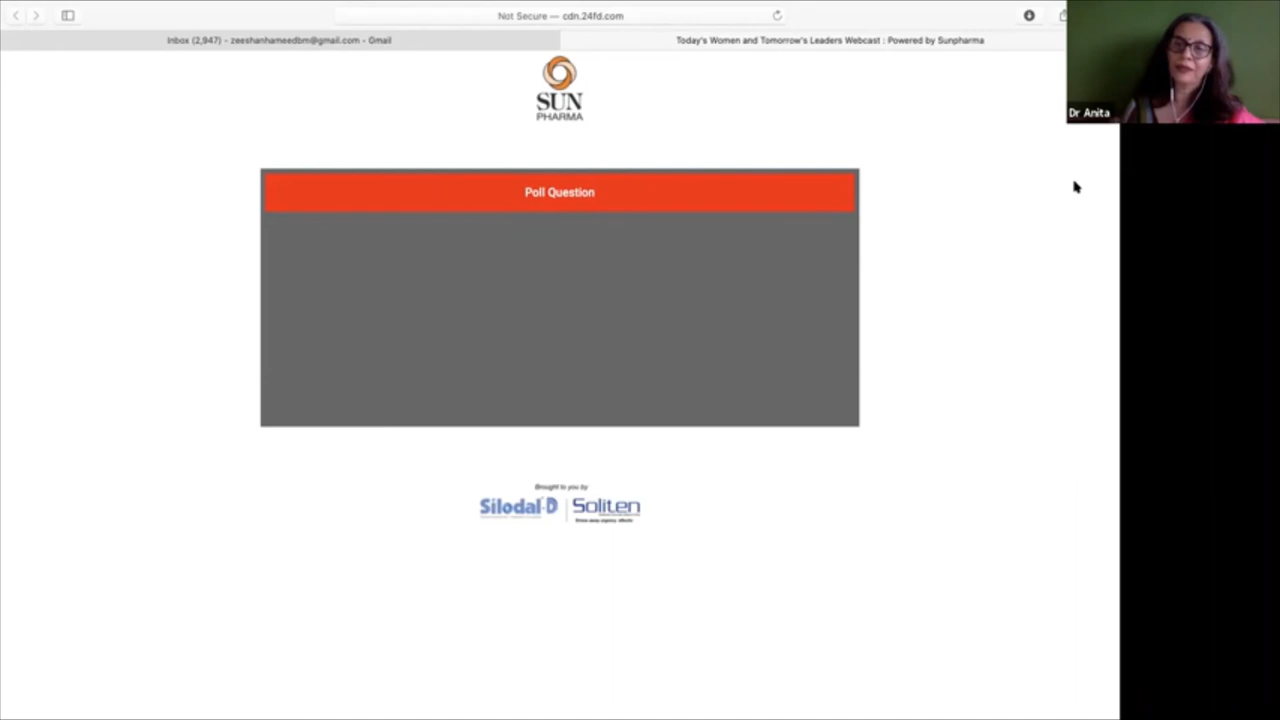 Not Secure — cdn.24fd.com
Inbox (2,947) - zeeshanhameedbm@gmail.com - Gmail
Today's Women and Tomorrow's Leaders Webcast : Powered by Sunpharma
Dr Anita
SUN
PHARMA
Poll Question
Brought to you by
Silodal-D Soliten